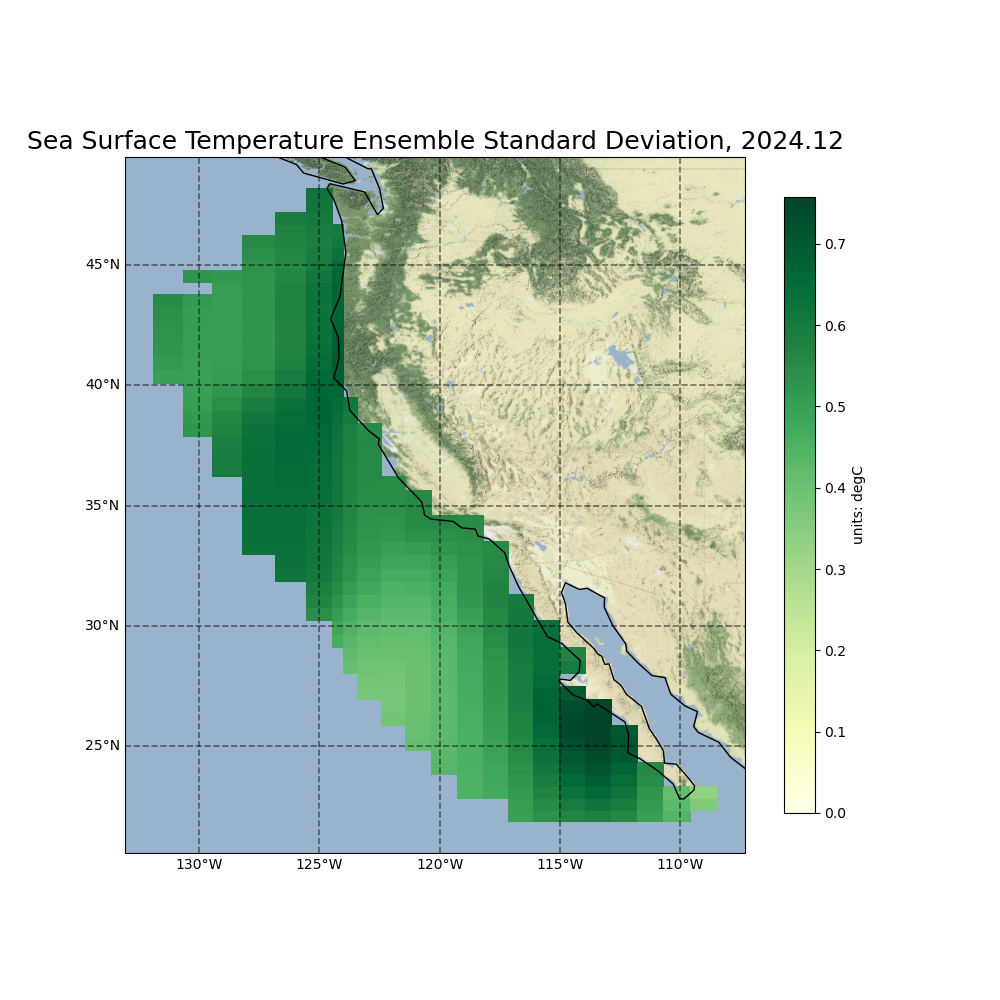 Sea Surface Temperature Ensemble Standard Deviation, 2024.12
45°N
40°N
35°N
30°N
25°N
130°W
125°W
120°W
115°W
110°W
0.7
0.6
0.5
0.4
0.3
0.2
0.1
0.0
units: degC